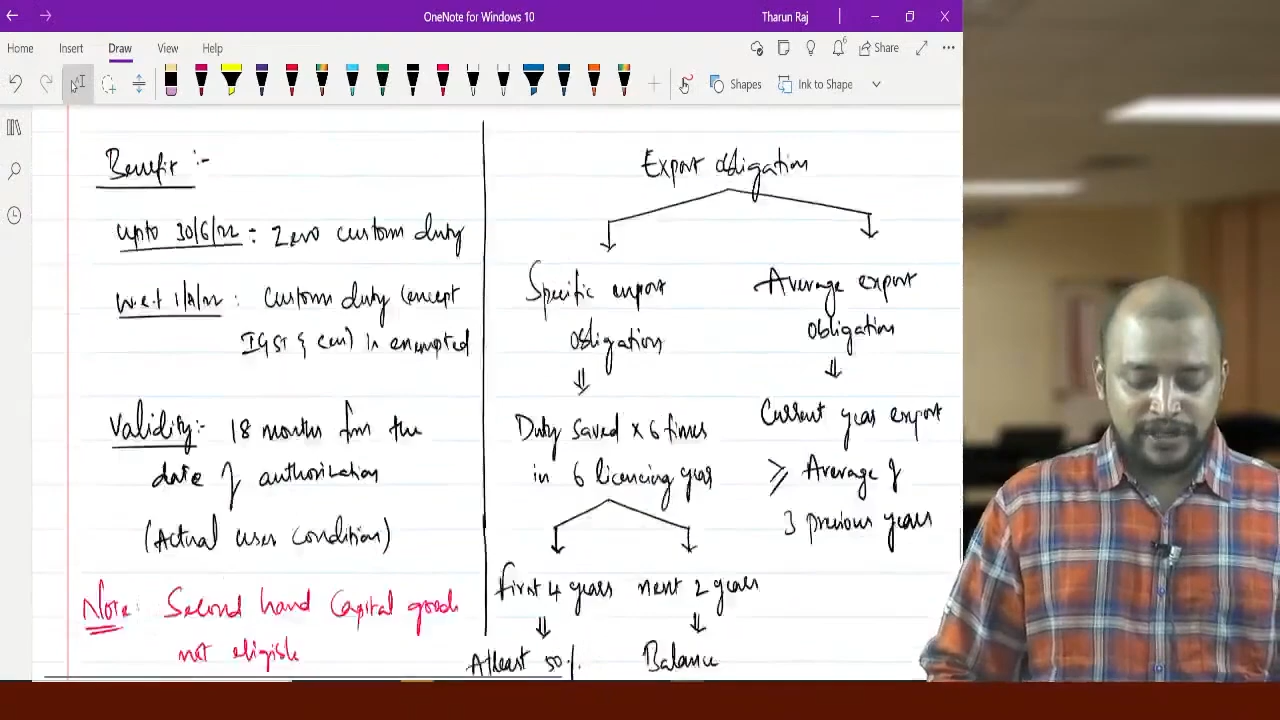 OneNote for Windows 10
Tharun Raj
Home Insert Draw View Help
6
Share
Shapes
Ink to Shape
Benefit :-
upto 30/6/22 : Zero custom duty
w.e.f 1/7/22 : Custom duty (except
IGST & cess) is exempted
Validity :- 18 months from the
date of authorization
(Actual user condition)
Note: Second hand Capital goods
not eligible
Export obligation
Specific export
obligation
Average export
obligation
Duty saved x 6 times
in 6 licencing year
Current year export
≥ Average of
3 previous years
First 4 years
next 2 years
Atleast 50%
Balance